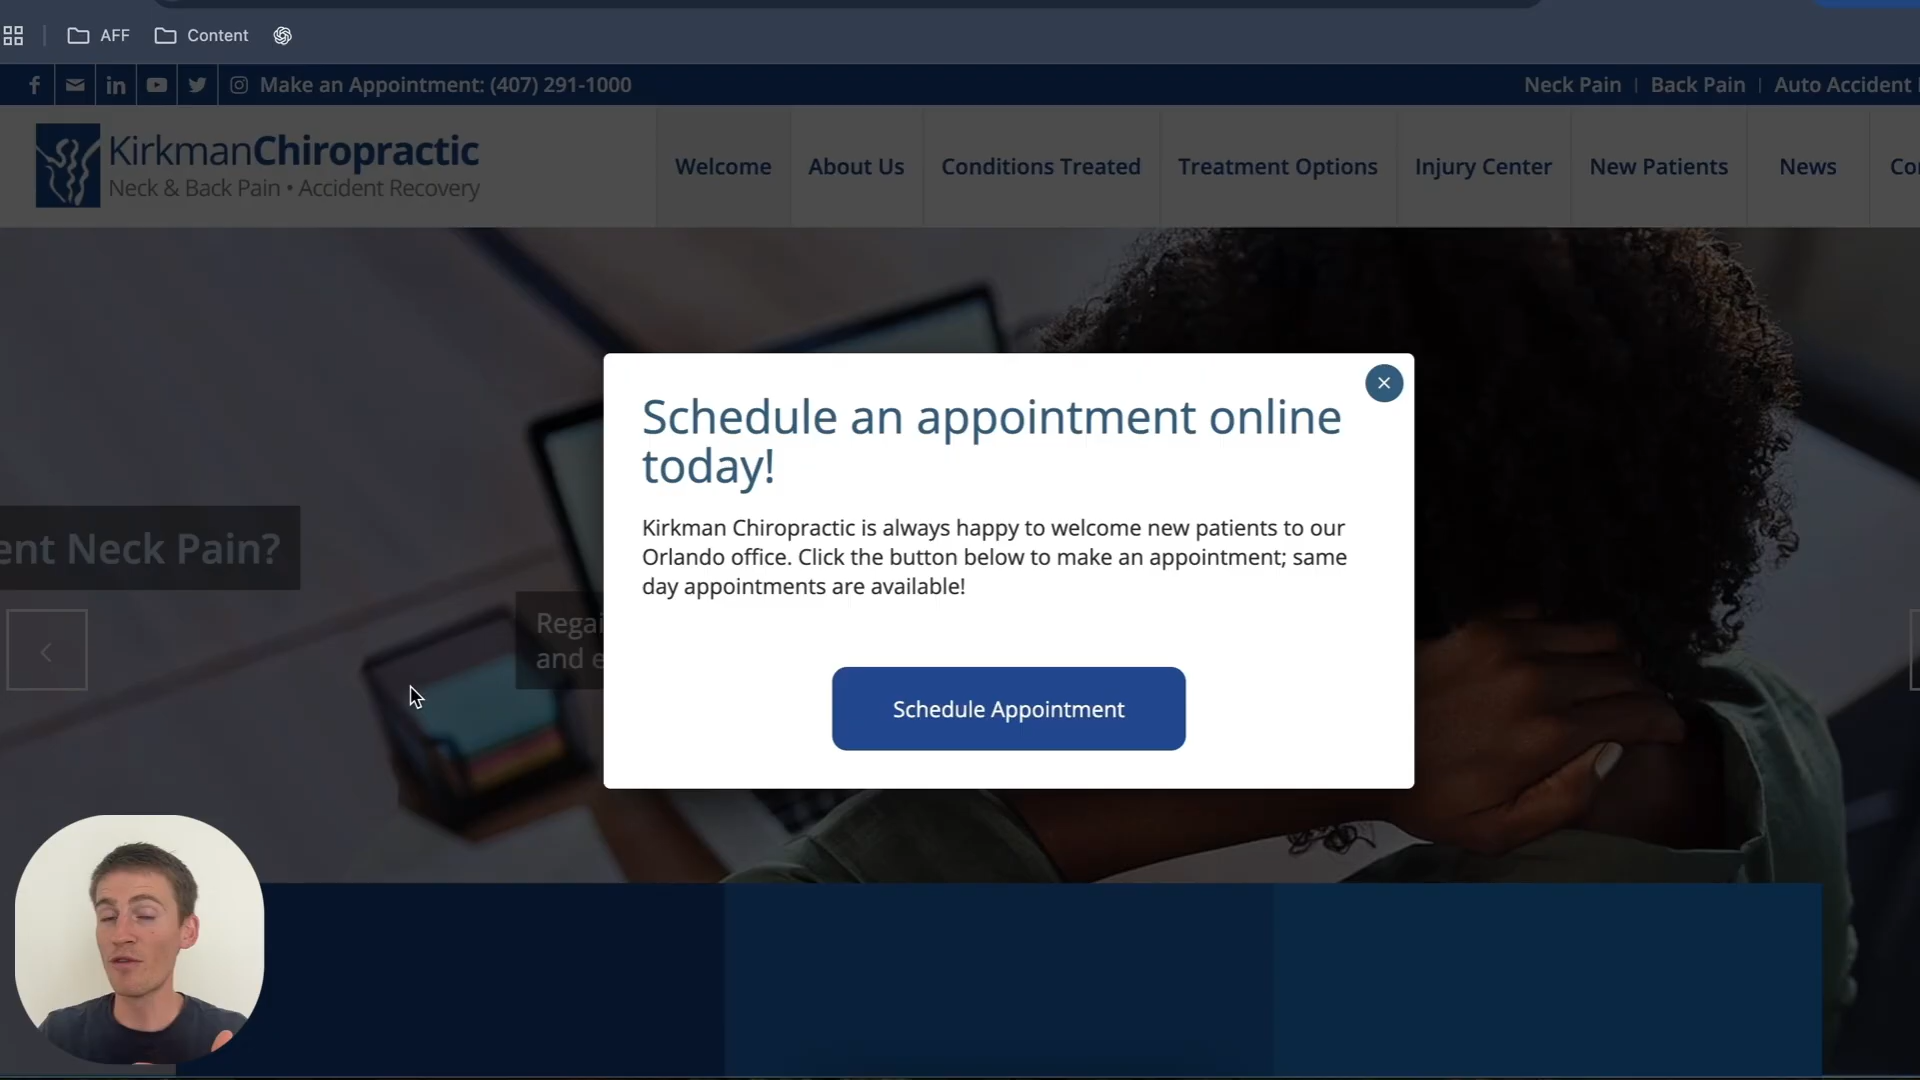 AFF
Content
Make an Appointment: (407) 291-1000
Neck Pain
Back Pain
Auto Accident
KirkmanChiropractic
Neck & Back Pain • Accident Recovery
Welcome
About Us
Conditions Treated
Treatment Options
Injury Center
New Patients
News
Co
ent Neck Pain?
Regai
and e
Schedule an appointment online
today!
Kirkman Chiropractic is always happy to welcome new patients to our
Orlando office. Click the button below to make an appointment; same
day appointments are available!
Schedule Appointment